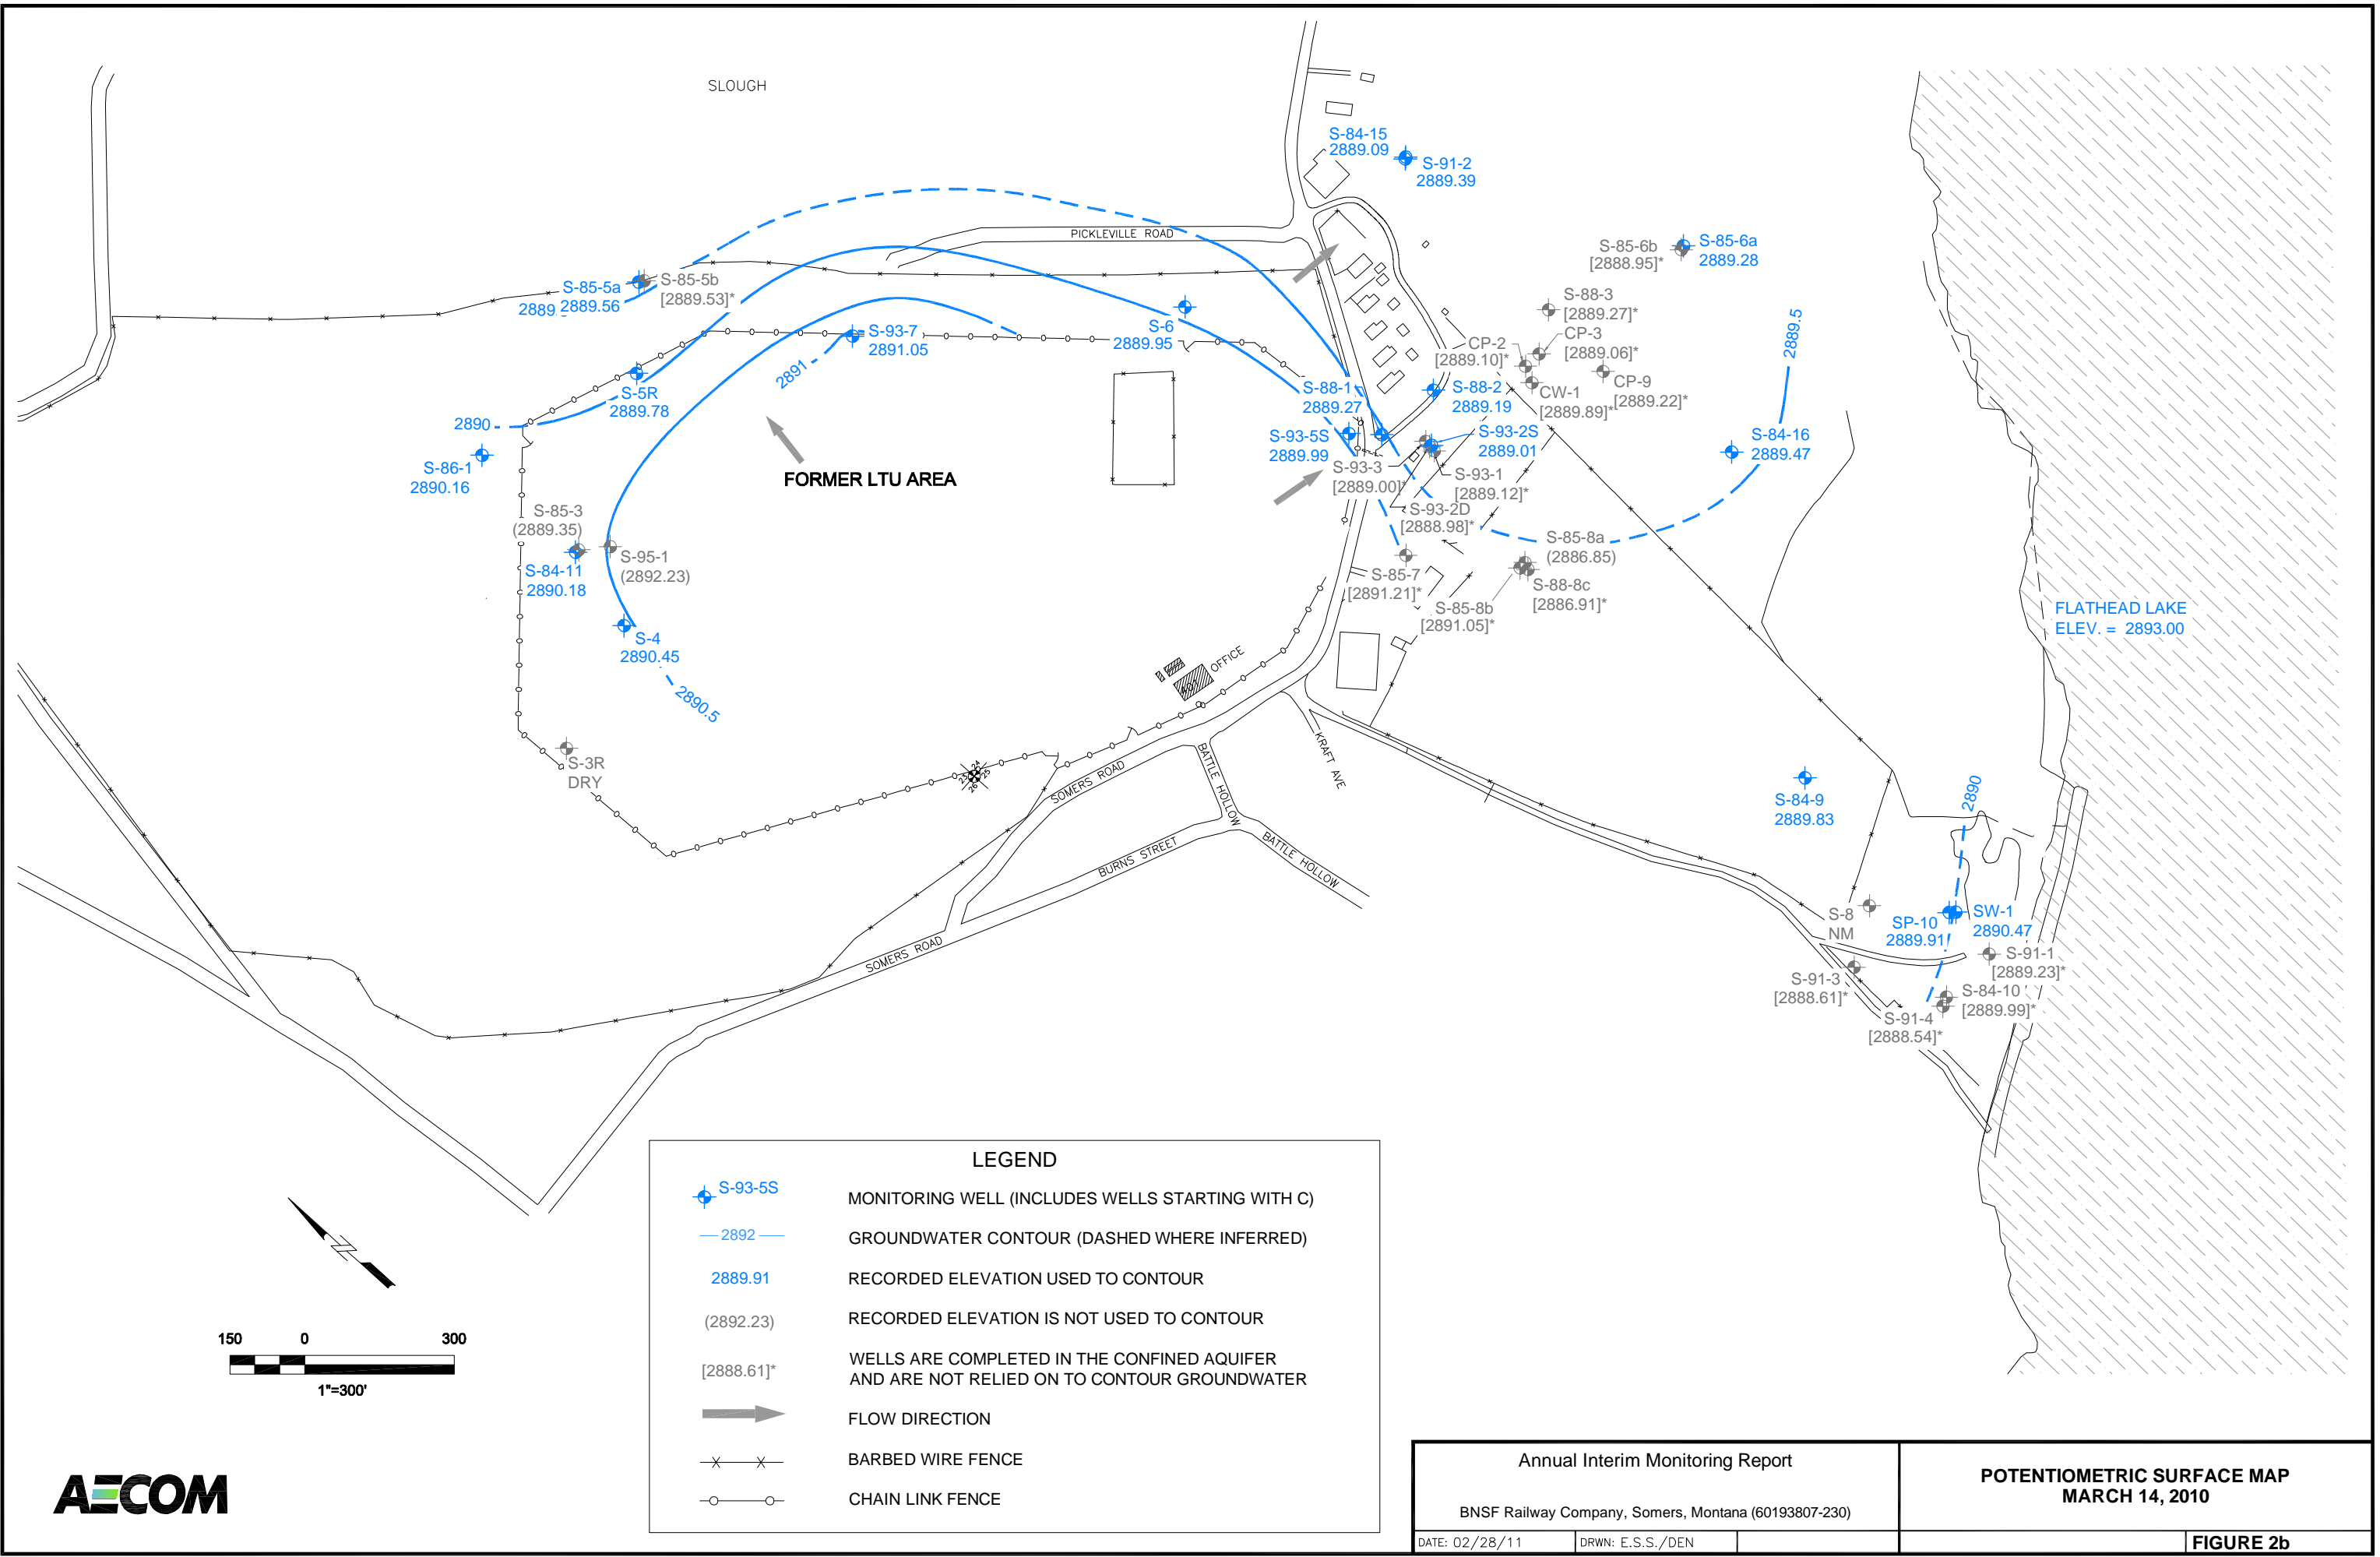 SLOUGH
S-84-15
2889.09
S-91-2
2889.39
PICKLEVILLE ROAD
S-85-6b
[2888.95]*
S-85-6a
2889.28
S-85-5a
2889.56
2889.
S-85-5b
[2889.53]*
S-88-3
[2889.27]*
CP-3
[2889.06]*
2889.5
S-93-7
2891.05
S-6
2889.95
CP-2
[2889.10]*
CP-9
[2889.22]*
2891
S-5R
2889.78
S-88-1
2889.27
S-88-2
2889.19
CW-1
[2889.89]*
2890
S-93-5S
2889.99
S-93-2S
2889.01
S-84-16
2889.47
S-86-1
2890.16
FORMER LTU AREA
S-93-3
[2889.00]*
S-93-1
[2889.12]*
S-85-3
(2889.35)
S-93-2D
[2888.98]*
S-95-1
(2892.23)
S-85-8a
(2886.85)
S-84-11
2890.18
S-85-7
[2891.21]*
S-88-8c
[2886.91]*
S-85-8b
[2891.05]*
FLATHEAD LAKE
ELEV. = 2893.00
S-4
2890.45
2890.5
OFFICE
401
S-3R
DRY
24
23
25
26
KRAFT AVE
BATTLE HOLLOW
SOMERS ROAD
S-84-9
2889.83
2890
BURNS STREET
BATTLE HOLLOW
SOMERS ROAD
S-8
NM
SP-10
2889.91
SW-1
2890.47
S-91-1
[2889.23]*
S-91-3
[2888.61]*
S-84-10
[2889.99]*
S-91-4
[2888.54]*
LEGEND
S-93-5S
MONITORING WELL (INCLUDES WELLS STARTING WITH C)
2892
GROUNDWATER CONTOUR (DASHED WHERE INFERRED)
2889.91
RECORDED ELEVATION USED TO CONTOUR
(2892.23)
RECORDED ELEVATION IS NOT USED TO CONTOUR
[2888.61]*
WELLS ARE COMPLETED IN THE CONFINED AQUIFER
AND ARE NOT RELIED ON TO CONTOUR GROUNDWATER
FLOW DIRECTION
BARBED WIRE FENCE
CHAIN LINK FENCE
N
150 0 300
1"=300'
AECOM
Annual Interim Monitoring Report
BNSF Railway Company, Somers, Montana (60193807-230)
DATE: 02/28/11
DRWN: E.S.S./DEN
POTENTIOMETRIC SURFACE MAP
MARCH 14, 2010
FIGURE 2b